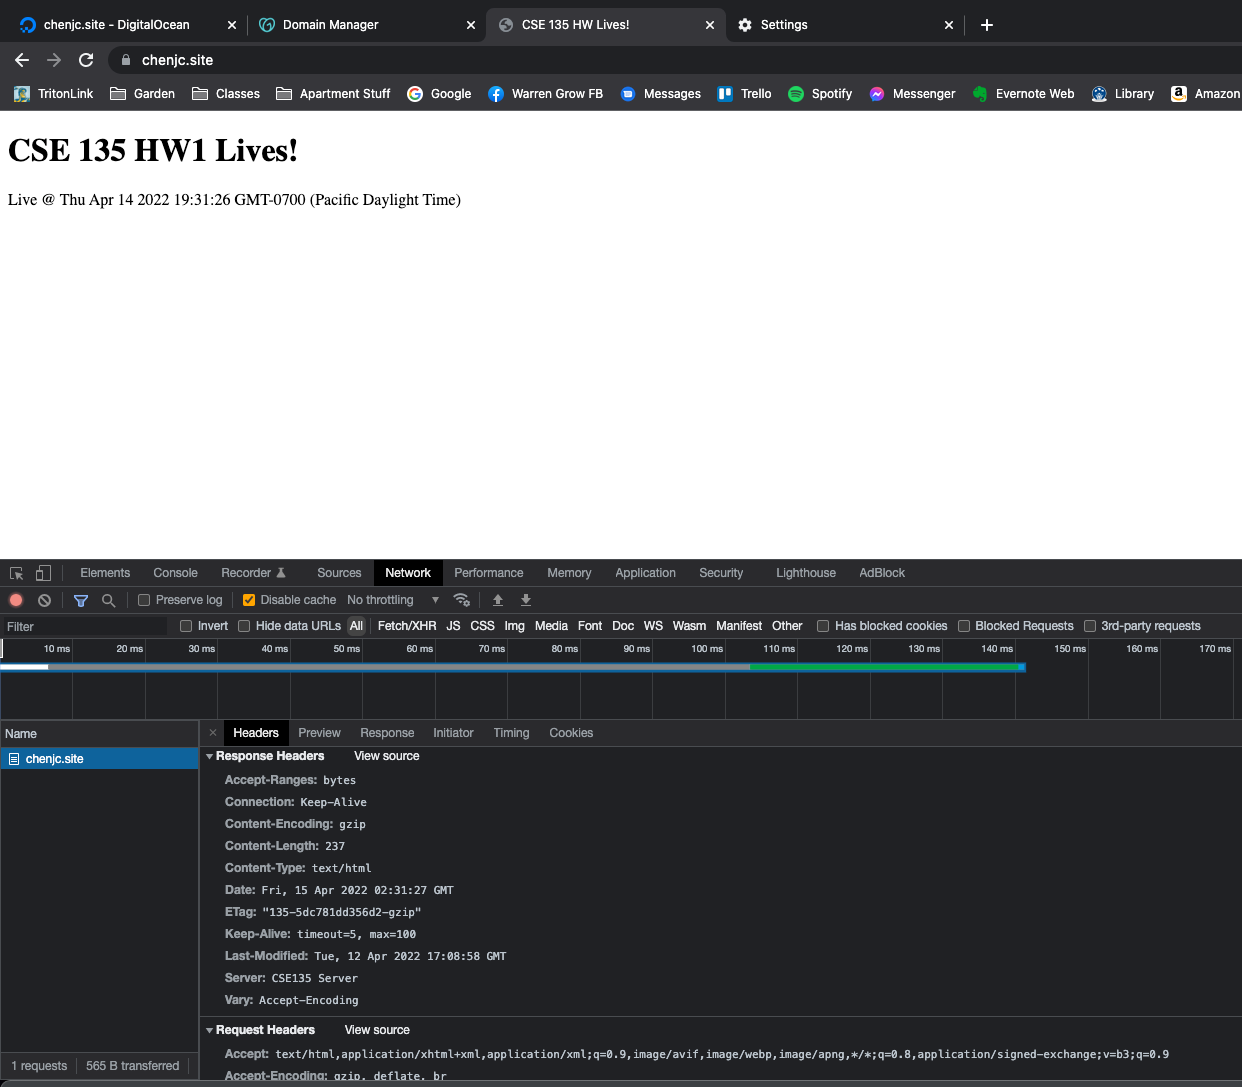 chenjc.site - DigitalOcean
Domain Manager
CSE 135 HW Lives!
Settings
chenjc.site
TritonLink Garden Classes Apartment Stuff Google Warren Grow FB Messages Trello Spotify Messenger Evernote Web Library Amazon
CSE 135 HW1 Lives!
Live @ Thu Apr 14 2022 19:31:26 GMT-0700 (Pacific Daylight Time)
Elements Console Recorder Sources Network Performance Memory Application Security Lighthouse AdBlock
Preserve log Disable cache No throttling
Filter Invert Hide data URLs All Fetch/XHR JS CSS Img Media Font Doc WS Wasm Manifest Other Has blocked cookies Blocked Requests 3rd-party requests
10 ms 20 ms 30 ms 40 ms 50 ms 60 ms 70 ms 80 ms 90 ms 100 ms 110 ms 120 ms 130 ms 140 ms 150 ms 160 ms 170 ms
Name
Headers Preview Response Initiator Timing Cookies
chenjc.site
Response Headers View source
Accept-Ranges: bytes
Connection: Keep-Alive
Content-Encoding: gzip
Content-Length: 237
Content-Type: text/html
Date: Fri, 15 Apr 2022 02:31:27 GMT
ETag: "135-5dc781dd356d2-gzip"
Keep-Alive: timeout=5, max=100
Last-Modified: Tue, 12 Apr 2022 17:08:58 GMT
Server: CSE135 Server
Vary: Accept-Encoding
Request Headers View source
Accept: text/html,application/xhtml+xml,application/xml;q=0.9,image/avif,image/webp,image/apng,*/*;q=0.8,application/signed-exchange;v=b3;q=0.9
Accept-Encoding: gzip, deflate, br
1 requests 565 B transferred